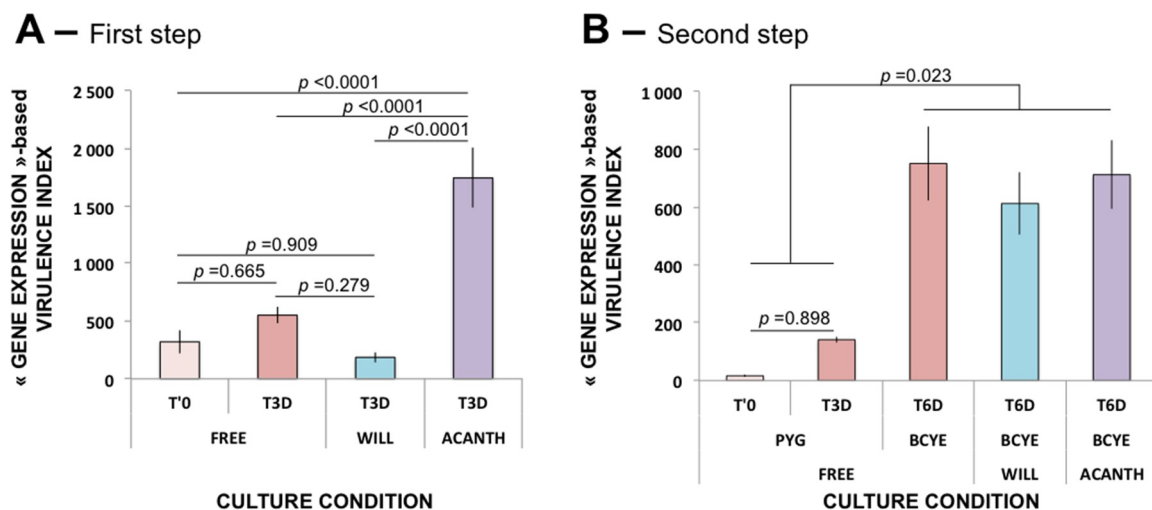 A – First step
« GENE EXPRESSION »-based
VIRULENCE INDEX
2 500
2 000
1 500
1 000
500
0
p <0.0001
p <0.0001
p <0.0001
p =0.909
p =0.665
p =0.279
T'0 T3D T3D T3D
FREE WILL ACANTH
CULTURE CONDITION
B – Second step
« GENE EXPRESSION »-based
VIRULENCE INDEX
1 000
800
600
400
200
0
p =0.023
p =0.898
T'0 T3D T6D T6D T6D
PYG BCYE BCYE BCYE
FREE WILL ACANTH
CULTURE CONDITION